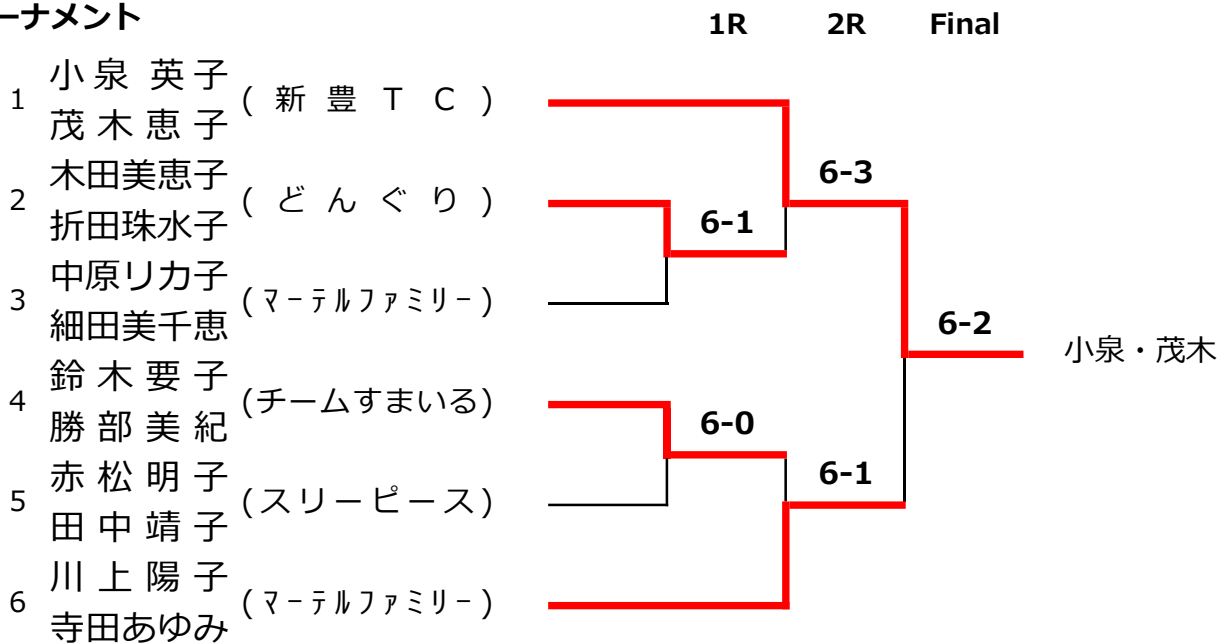 ーナメント
1R 2R Final
1 小泉 英子 (新豊TC)
茂木恵子
2 木田美恵子 (どんぐり)
折田珠水子
3 中原リカ子 (ﾏｰﾃﾙﾌｧﾐﾘｰ)
細田美千恵
4 鈴木要子 (チームすまいる)
勝部美紀
5 赤松明子 (スリーピース)
田中靖子
6 川上陽子 (ﾏｰﾃﾙﾌｧﾐﾘｰ)
寺田あゆみ
6-1
6-0
6-3
6-1
6-2
小泉・茂木